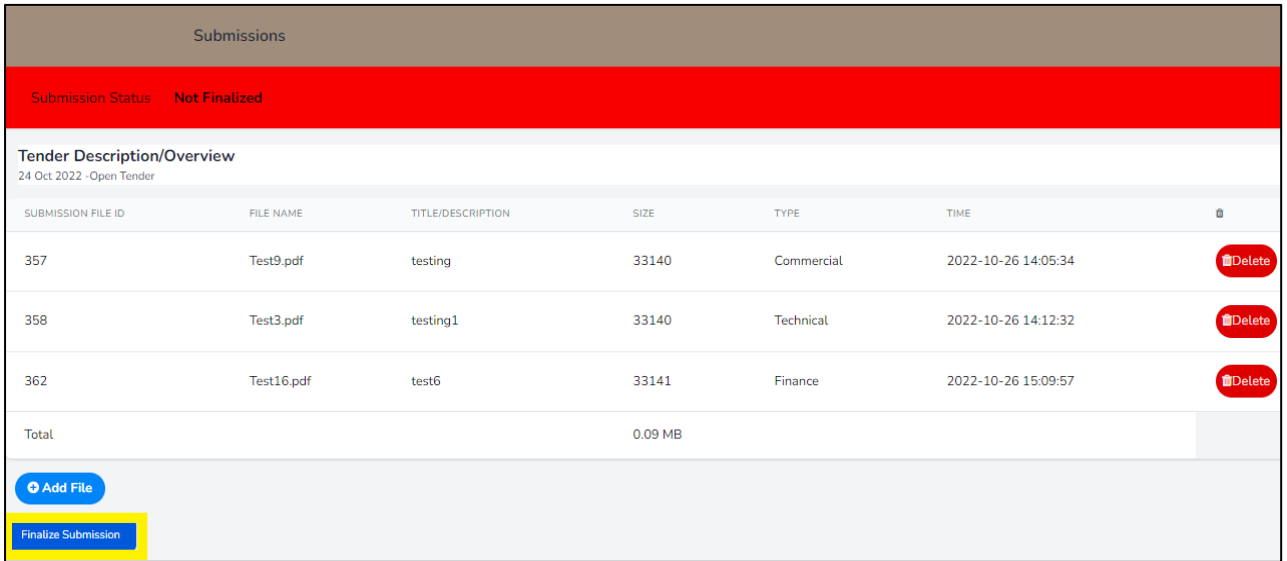 Submissions
Submission Status Not Finalized
Tender Description/Overview
24 Oct 2022 -Open Tender
SUBMISSION FILE ID FILE NAME TITLE/DESCRIPTION SIZE TYPE TIME
357 Test9.pdf testing 33140 Commercial 2022-10-26 14:05:34 Delete
358 Test3.pdf testing1 33140 Technical 2022-10-26 14:12:32 Delete
362 Test16.pdf test6 33141 Finance 2022-10-26 15:09:57 Delete
Total 0.09 MB
Add File
Finalize Submission